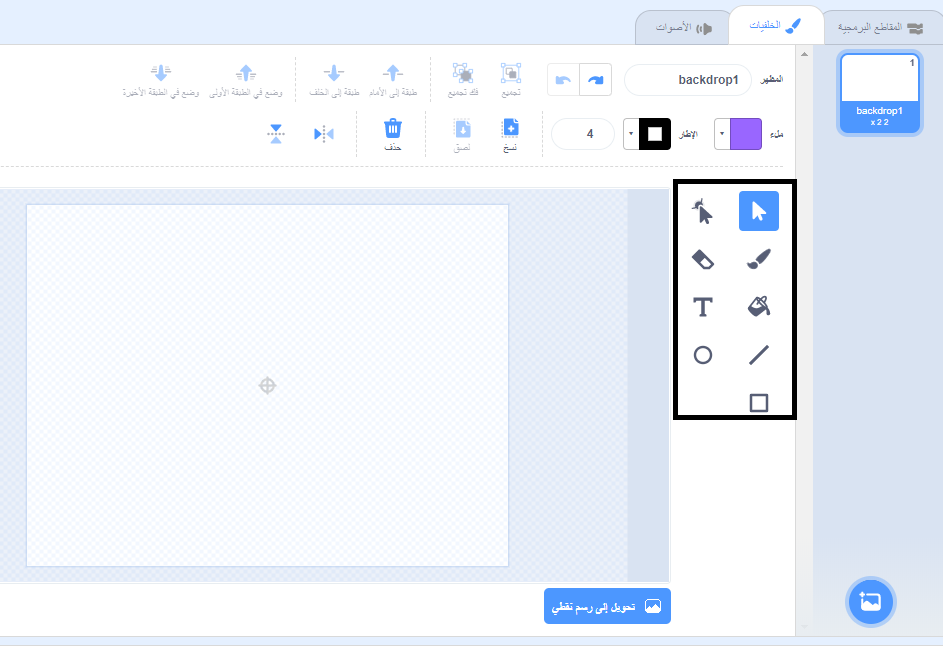 المقاطع البرمجية
الخلفيات
الأصوات
1
backdrop1
2 2 x
المظهر
backdrop1
تجميع
فك تجميع
طبقة إلى الأمام
طبقة إلى الخلف
وضع في الطبقة الأولى
وضع في الطبقة الأخيرة
ملء
الإطار
4
نسخ
لصق
حذف
T
تحويل إلى رسم نقطي